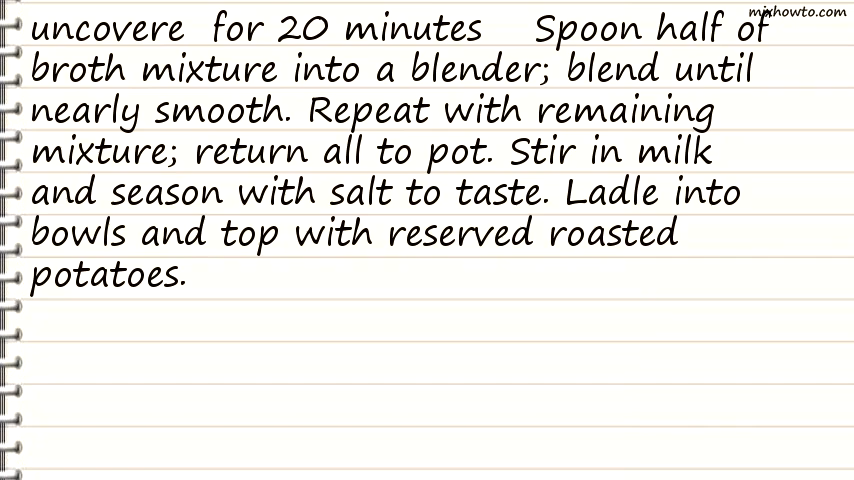 mixhowto.com
uncovere for 20 minutes Spoon half of
broth mixture into a blender; blend until
nearly smooth. Repeat with remaining
mixture; return all to pot. Stir in milk
and season with salt to taste. Ladle into
bowls and top with reserved roasted
potatoes.